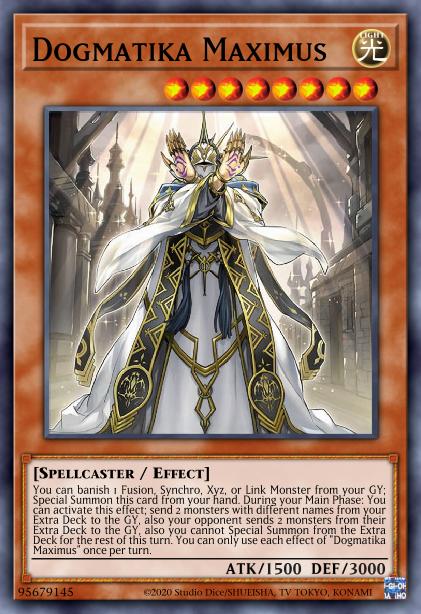 DOGMATIKA MAXIMUS
LIGHT
光
[SPELLCASTER / EFFECT]
You can banish 1 Fusion, Synchro, Xyz, or Link Monster from your GY;
Special Summon this card from your hand. During your Main Phase: You
can activate this effect; send 2 monsters with different names from your
Extra Deck to the GY, also your opponent sends 2 monsters from their
Extra Deck to the GY, also you cannot Special Summon from the Extra
Deck for the rest of this turn. You can only use each effect of "Dogmatika
Maximus" once per turn.
ATK/1500 DEF/3000
95679145 ©2020 Studio Dice/SHUEISHA, TV TOKYO, KONAMI